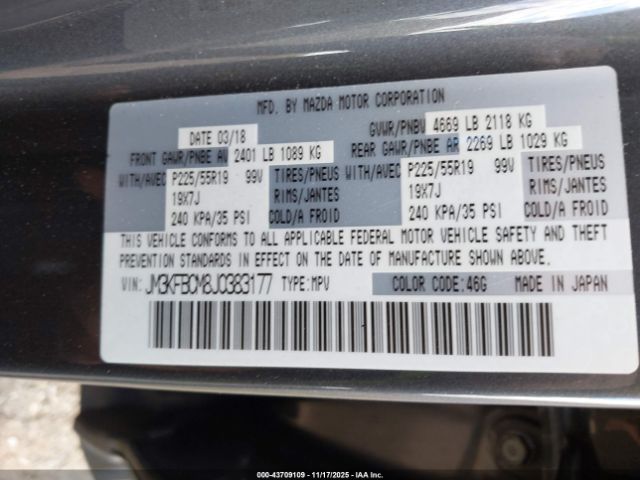 MFD. BY MAZDA MOTOR CORPORATION
DATE 03/18 GVWR/PNBV 4669 LB 2118 KG
FRONT GAWR/PNBE AV 2401 LB 1089 KG REAR GAWR/PNBE AR 2269 LB 1029 KG
WITH/AVEC P225/55R19 99V TIRES/PNEUS WITH/AVEC P225/55R19 99V TIRES/PNEUS
19X7J RIMS/JANTES 19X7J RIMS/JANTES
240 KPA/35 PSI COLD/A FROID 240 KPA/35 PSI COLD/A FROID
THIS VEHICLE CONFORMS TO ALL APPLICABLE FEDERAL MOTOR VEHICLE SAFETY AND THEFT
PREVENTION STANDARDS IN EFFECT ON THE DATE OF MANUFACTURE SHOWN ABOVE.
VIN: JM3KFBCM8J0383177 TYPE: MPV COLOR CODE: 46G MADE IN JAPAN
000-43709109 - 11/17/2025 - IAAI.COM